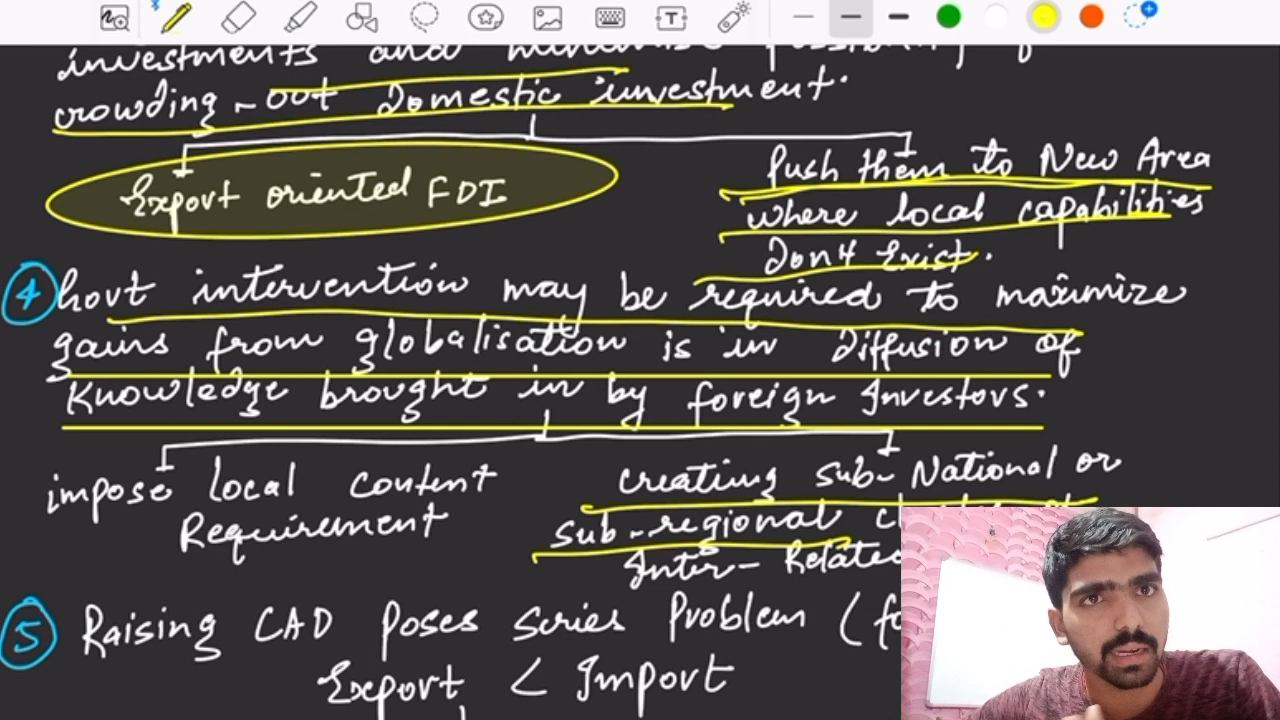 investments and
crowding-out Domestic investment.
Export oriented FDI
Push them to New Area
where local capabilities
Don't Exist.
4 Govt intervention may be required to maximize
gains from globalisation is in Diffusion of
Knowledge brought in by foreign Investors.
impose local content
Requirement
creating sub-National or
sub-regional
Inter-Related
5 Raising CAD Poses series Problem (
Export < Import